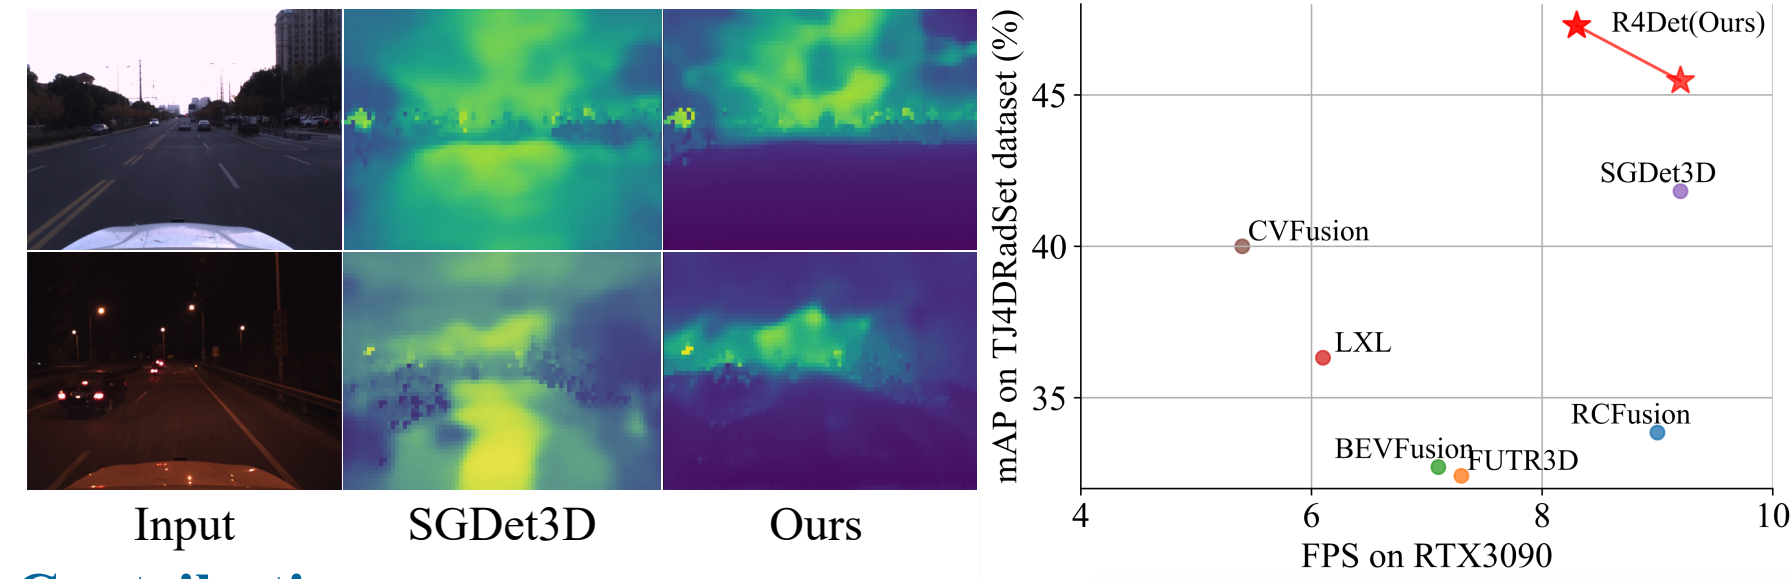 Input
SGDet3D
Ours
mAP on TJ4DRadSet dataset (%)
45
40
35
R4Det(Ours)
SGDet3D
CVFusion
LXL
RCFusion
BEVFusion
FUTR3D
4
6
8
10
FPS on RTX3090